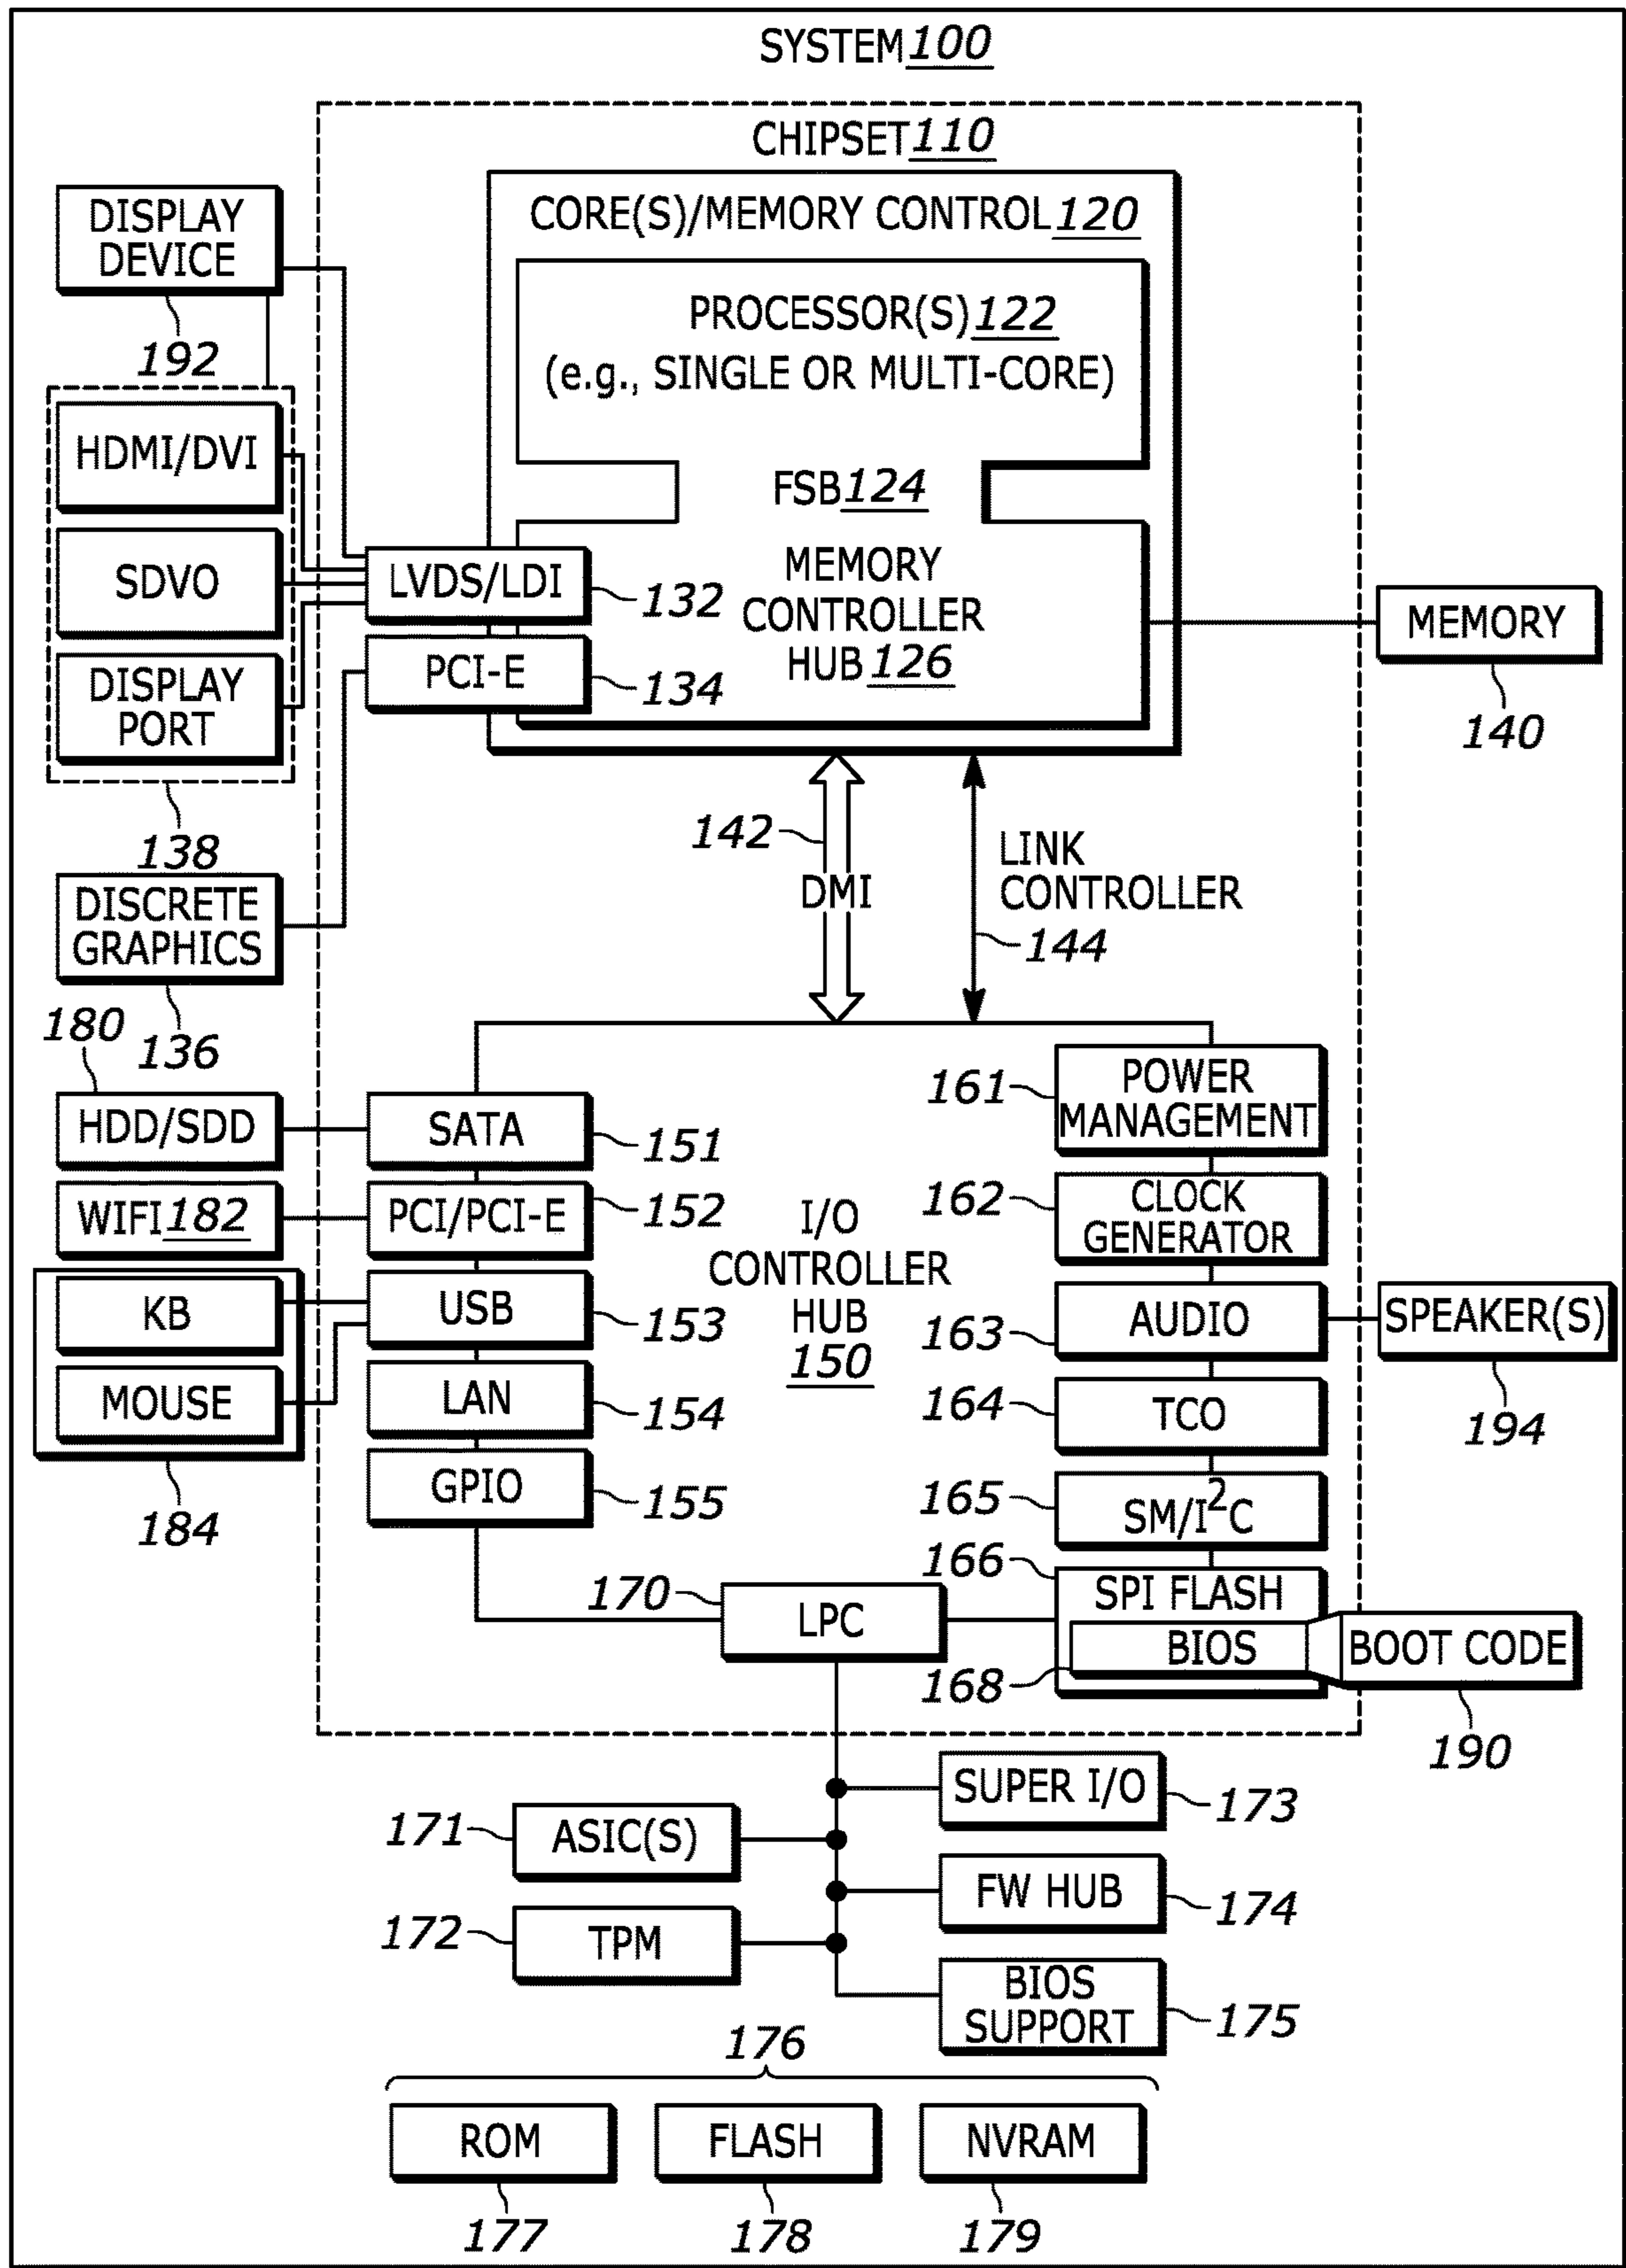 SYSTEM 100
CHIPSET 110
CORE(S)/MEMORY CONTROL 120
PROCESSOR(S) 122
(e.g., SINGLE OR MULTI-CORE)
FSB 124
MEMORY
CONTROLLER
HUB 126
DISPLAY
DEVICE
192
HDMI/DVI
SDVO
DISPLAY
PORT
138
LVDS/LDI
132
PCI-E
134
MEMORY
140
DISCRETE
GRAPHICS
136
142
DMI
LINK
CONTROLLER
144
180
HDD/SDD
WIFI 182
KB
MOUSE
184
SATA
151
PCI/PCI-E
152
USB
153
LAN
154
GPIO
155
I/O
CONTROLLER
HUB
150
161
POWER
MANAGEMENT
162
CLOCK
GENERATOR
163
AUDIO
SPEAKER(S)
194
164
TCO
165
SM/I²C
166
SPI FLASH
168
BIOS
BOOT CODE
190
170
LPC
171
ASIC(S)
172
TPM
SUPER I/O
173
FW HUB
174
BIOS
SUPPORT
175
176
ROM
177
FLASH
178
NVRAM
179